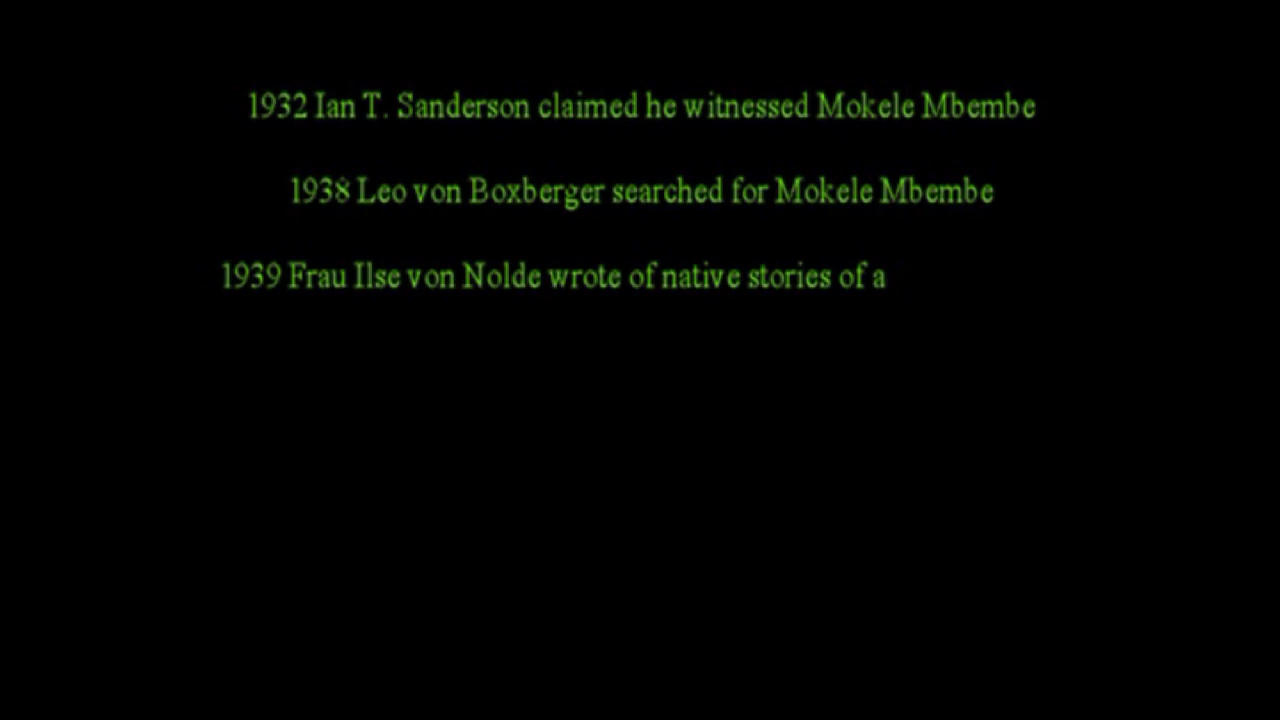 1932 Ian T. Sanderson claimed he witnessed Mokele Mbembe
1938 Leo von Boxberger searched for Mokele Mbembe
1939 Frau Ilse von Nolde wrote of native stories of a